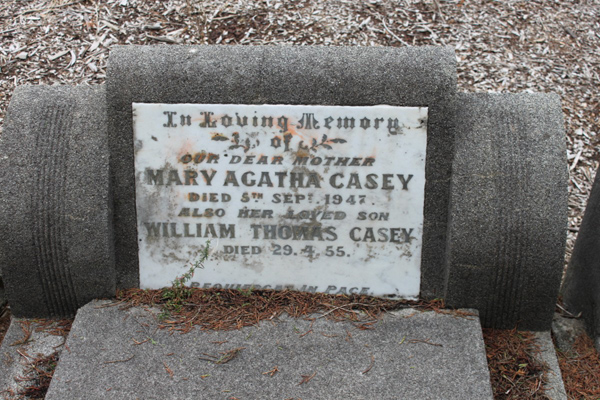 In Loving Memory
of
OUR DEAR MOTHER
MARY AGATHA CASEY
DIED 5TH SEPT. 1947.
ALSO HER LOVED SON
WILLIAM THOMAS CASEY
DIED 29.4.55.
REQUIESCANT IN PACE.